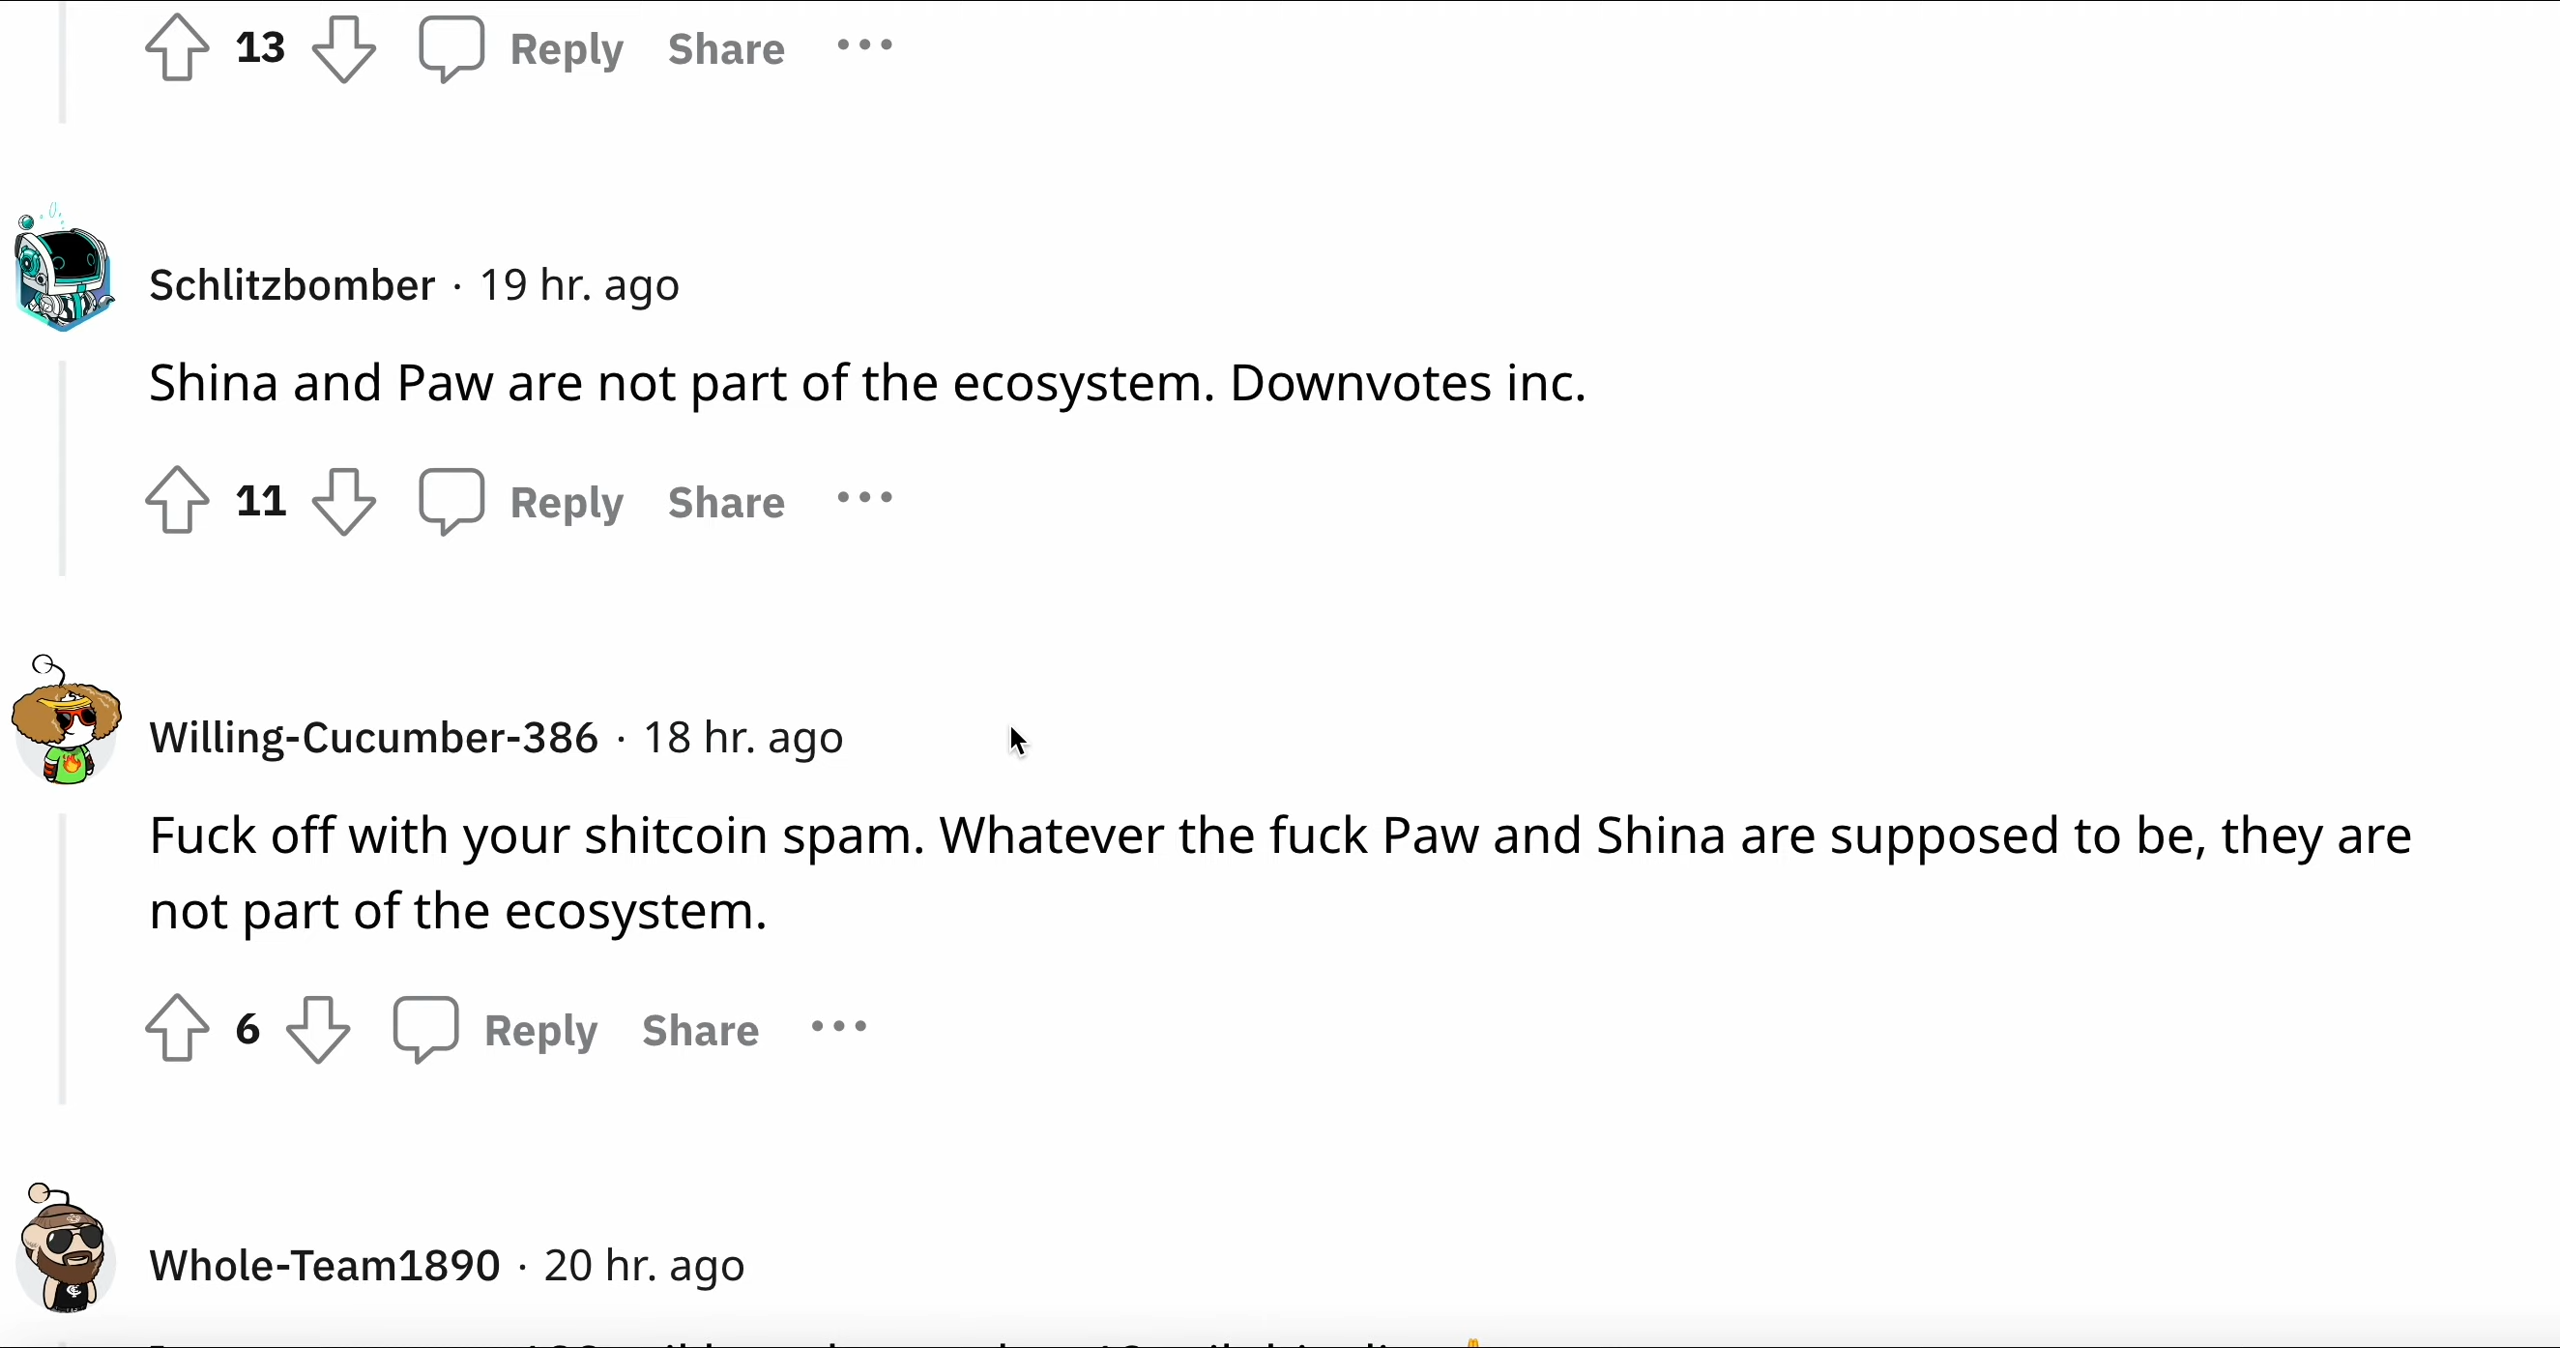 13 Reply Share
Schlitzbomber · 19 hr. ago
Shina and Paw are not part of the ecosystem. Downvotes inc.
11 Reply Share
Willing-Cucumber-386 · 18 hr. ago
Fuck off with your shitcoin spam. Whatever the fuck Paw and Shina are supposed to be, they are
not part of the ecosystem.
6 Reply Share
Whole-Team1890 · 20 hr. ago